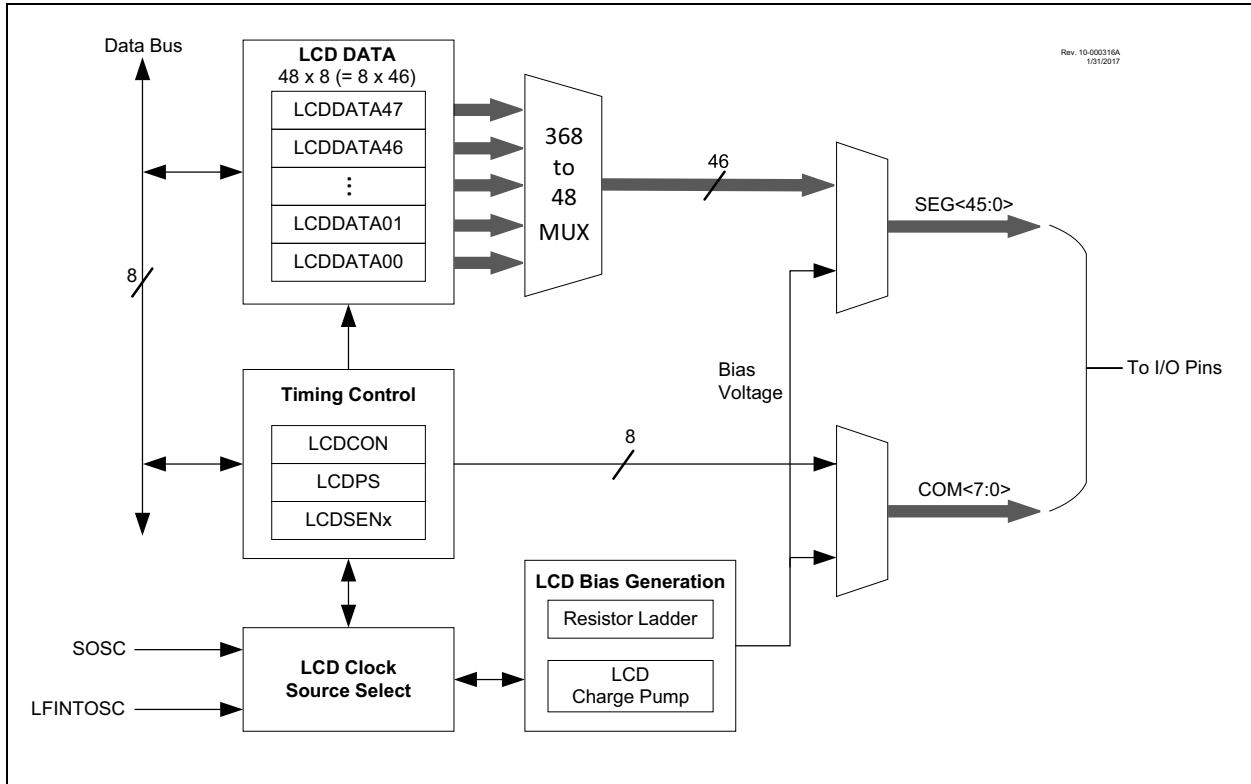 Data Bus
LCD DATA
48 x 8 (= 8 x 46)
LCDDATA47
LCDDATA46
⋮
LCDDATA01
LCDDATA00
368
to
48
MUX
46
SEG<45:0>
Rev. 10-000316A
1/31/2017
8
Timing Control
LCDCON
LCDPS
LCDSENx
8
Bias
Voltage
To I/O Pins
COM<7:0>
LCD Bias Generation
Resistor Ladder
LCD
Charge Pump
SOSC
LFINTOSC
LCD Clock
Source Select